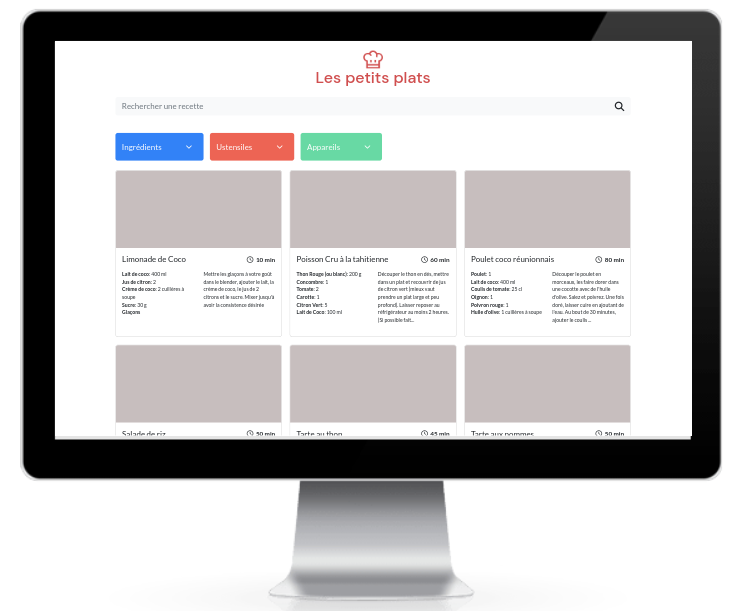 Les petits plats
Rechercher une recette
Ingrédients
Ustensiles
Appareils
Limonade de Coco
10 min
Lait de coco: 400 ml
Jus de citron: 2
Crème de coco: 2 cuillères à
soupe
Sucre: 30 g
Glaçons
Mettre les glaçons à votre goût
dans le blender, ajouter le lait, la
crème de coco, le jus de 2
citrons et le sucre. Mixer jusqu'à
avoir la consistence désirée
Poisson Cru à la tahitienne
60 min
Thon Rouge (ou blanc): 200 g
Concombre: 1
Tomate: 2
Carotte: 1
Citron Vert: 5
Lait de Coco: 100 ml
Découper le thon en dés, mettre
dans un plat et recouvrir de jus
de citron vert (mieux vaut
prendre un plat large et peu
profond). Laisser reposer au
réfrigérateur au moins 2 heures.
(Si possible fait...
Poulet coco réunionnais
80 min
Poulet: 1
Lait de coco: 400 ml
Coulis de tomate: 25 cl
Oignon: 1
Poivron rouge: 1
Huile d'olive: 1 cuillères à soupe
Découper le poulet en
morceaux, les faire dorer dans
une cocotte avec de l'huile
d'olive. Salez et poivrez. Une fois
doré, laisser cuire en ajoutant de
l'eau. Au bout de 30 minutes,
ajouter le coulis...
Salade de riz
50 min
Tarte au thon
45 min
Tarte aux pommes
50 min